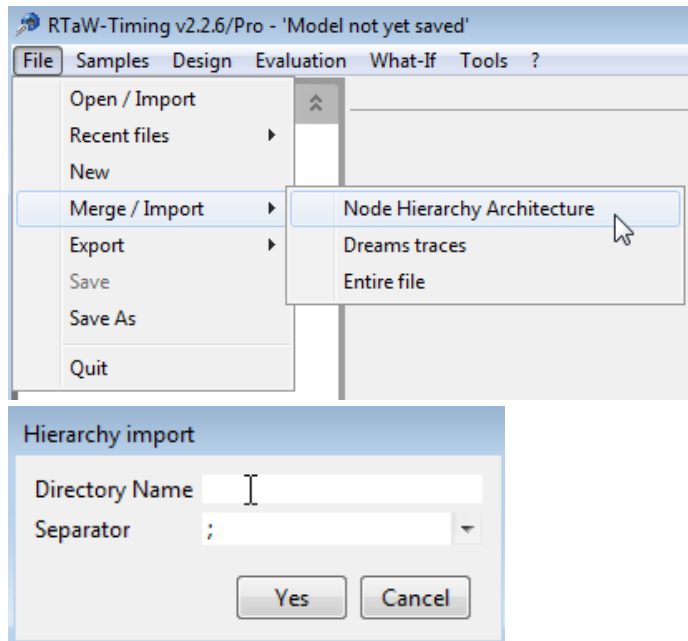 RTaW-Timing v2.2.6/Pro - 'Model not yet saved'
File Samples Design Evaluation What-If Tools ?
Open / Import
Recent files
New
Merge / Import
Node Hierarchy Architecture
Export
Dreams traces
Save
Entire file
Save As
Quit
Hierarchy import
Directory Name
Separator ;
Yes Cancel